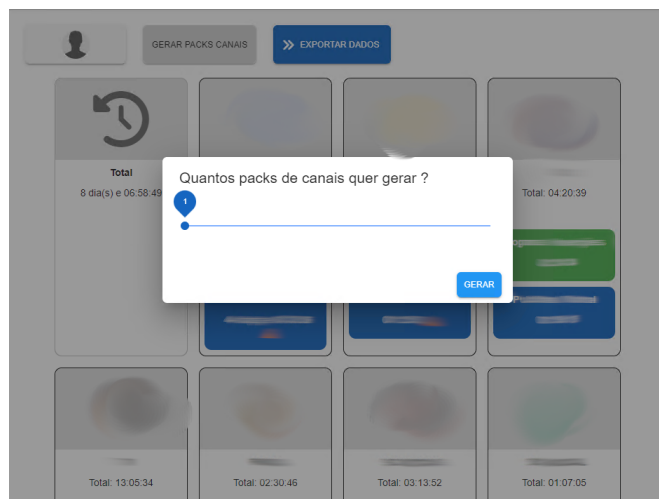 GERAR PACKS CANAIS
EXPORTAR DADOS
Total
8 dia(s) e 06:58:49
Total: 04:20:39
Quantos packs de canais quer gerar ?
1
GERAR
Total: 13:05:34
Total: 02:30:46
Total: 03:13:52
Total: 01:07:05